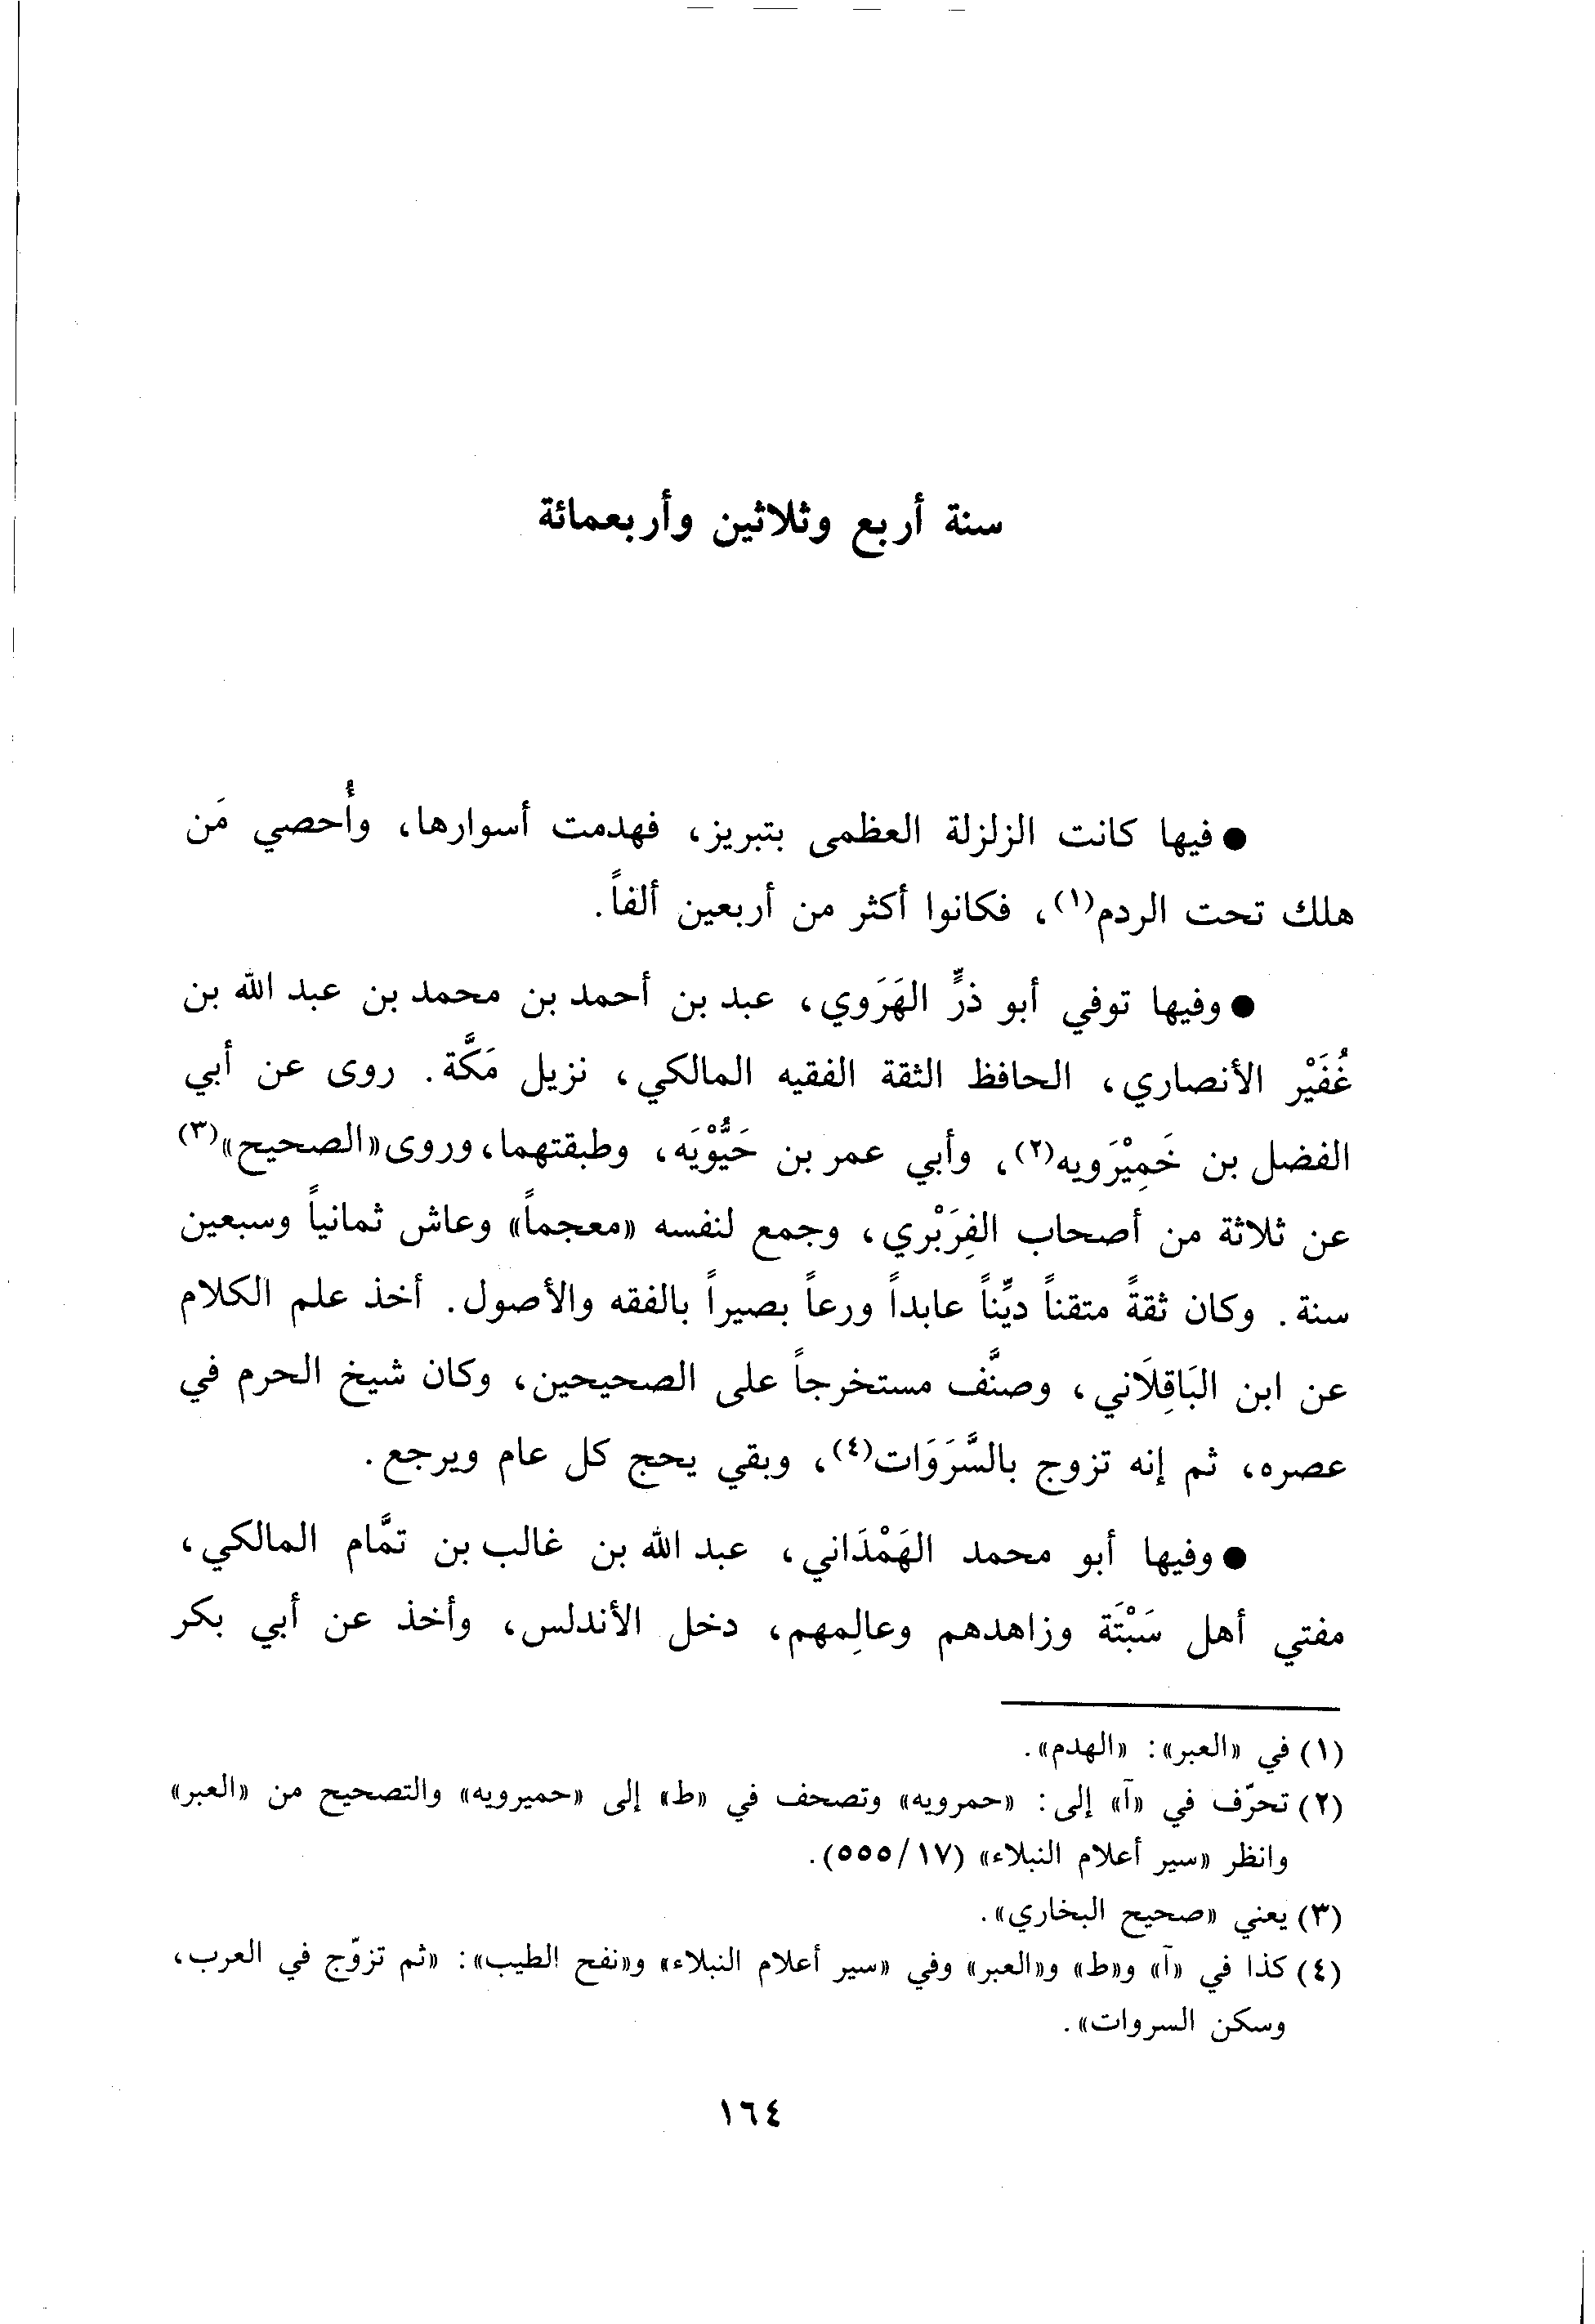 سنة أربع وثلاثين وأربعمائة
● فيها كانت الزلزلة العظمى بتبريز، فهدمت أسوارها، وأُحصي مَن
هلك تحت الردم(١)، فكانوا أكثر من أربعين ألفاً.
● وفيها توفي أبو ذرٍّ الهَرَوي، عبد بن أحمد بن محمد بن عبد الله بن
غُفَيْر الأنصاري، الحافظ الثقة الفقيه المالكي، نزيل مَكَّة. روى عن أبي
الفضل بن خَمِيْرَويه(٢)، وأبي عمر بن حَيُّوْيَه، وطبقتهما، وروى «الصحيح»(٣)
عن ثلاثة من أصحاب الفِرَبْري، وجمع لنفسه «معجماً» وعاش ثمانياً وسبعين
سنة. وكان ثقةً متقناً ديِّناً عابداً ورعاً بصيراً بالفقه والأصول. أخذ علم الكلام
عن ابن البَاقِلَاني، وصنَّف مستخرجاً على الصحيحين، وكان شيخ الحرم في
عصره، ثم إنه تزوج بالسَّرَوَات(٤)، وبقي يحج كل عام ويرجع.
● وفيها أبو محمد الهَمْدَاني، عبد الله بن غالب بن تمَّام المالكي،
مفتي أهل سَبْتَة وزاهدهم وعالِمهم، دخل الأندلس، وأخذ عن أبي بكر
(١) في «العبر»: «الهدم».
(٢) تحرّف في «آ» إلى: «حمرويه» وتصحف في «ط» إلى «حميرويه» والتصحيح من «العبر»
وانظر «سير أعلام النبلاء» (١٧/ ٥٥٥).
(٣) يعني «صحيح البخاري».
(٤) كذا في «آ» و«ط» و«العبر» وفي «سير أعلام النبلاء» و«نفح الطيب»: «ثم تزوّج في العرب،
وسكن السروات».
١٦٤